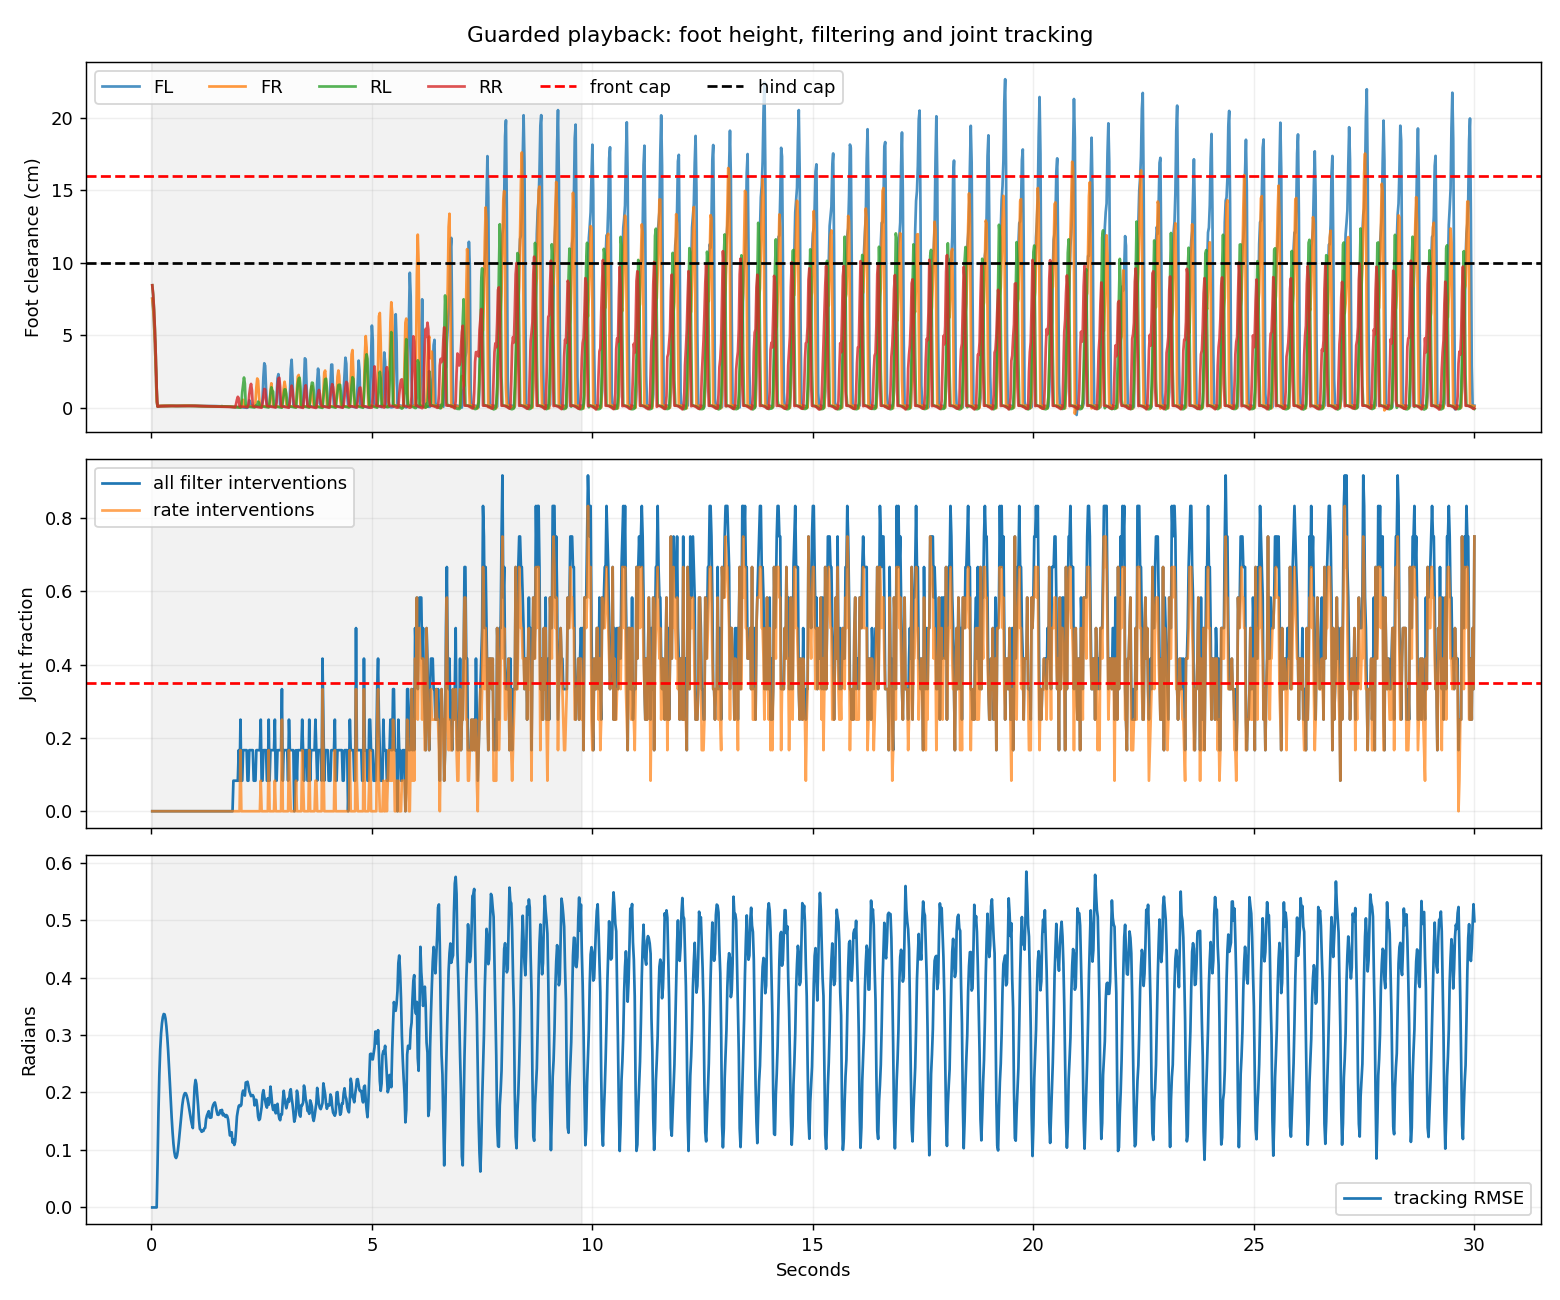 Guarded playback: foot height, filtering and joint tracking
FL FR RL RR front cap hind cap
Foot clearance (cm)
20
15
10
5
0
all filter interventions
rate interventions
Joint fraction
0.8
0.6
0.4
0.2
0.0
Radians
0.6
0.5
0.4
0.3
0.2
0.1
0.0
tracking RMSE
0 5 10 15 20 25 30
Seconds